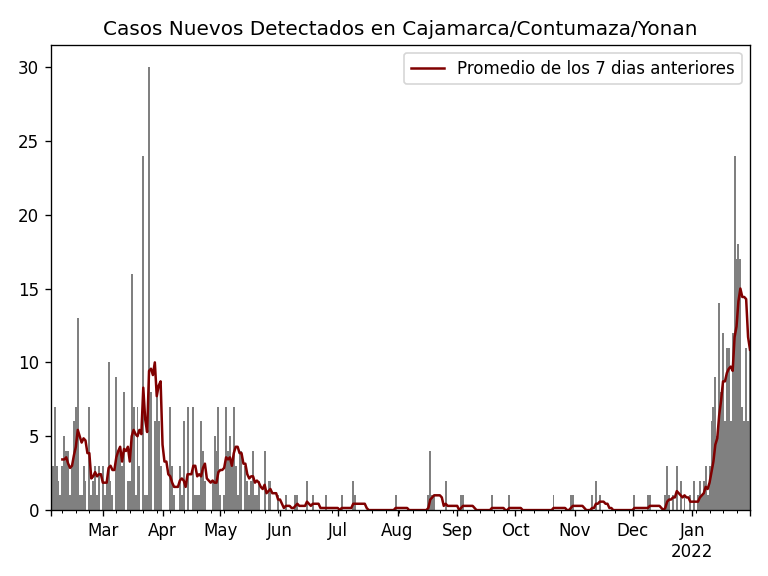 Casos Nuevos Detectados en Cajamarca/Contumaza/Yonan
Promedio de los 7 dias anteriores
30
25
20
15
10
5
0
Mar Apr May Jun Jul Aug Sep Oct Nov Dec Jan
2022